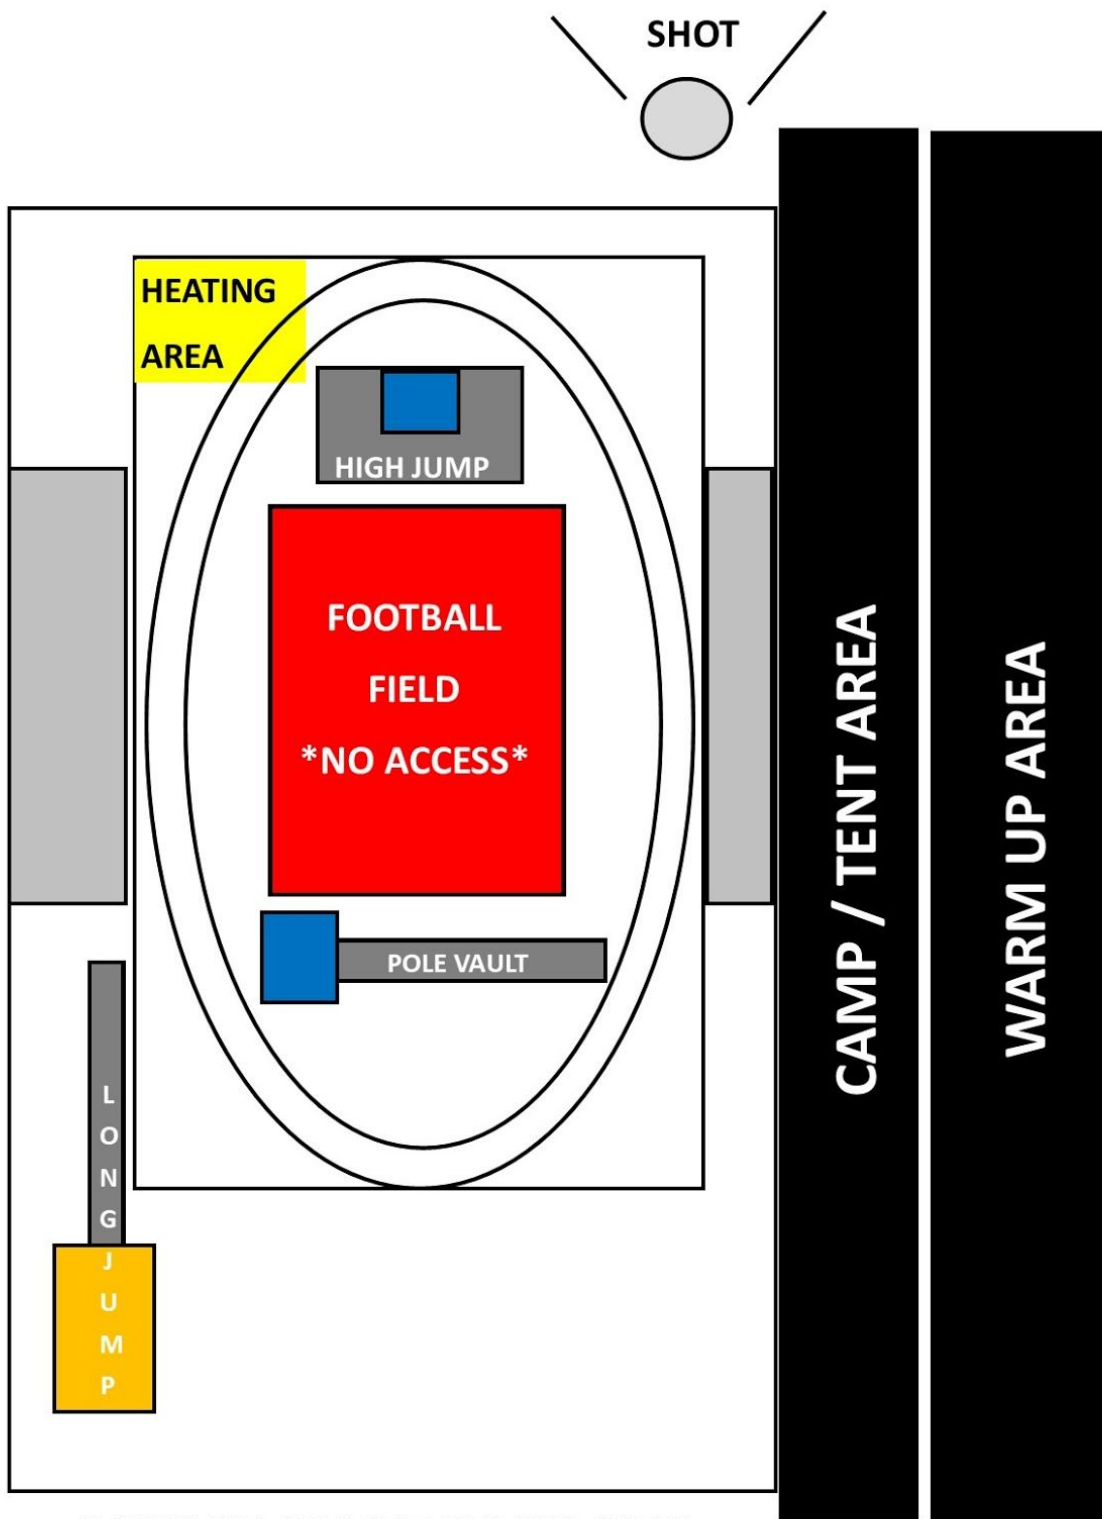 SHOT
HEATING
AREA
HIGH JUMP
FOOTBALL
FIELD
*NO ACCESS*
POLE VAULT
LONG JUMP
CAMP / TENT AREA
WARM UP AREA